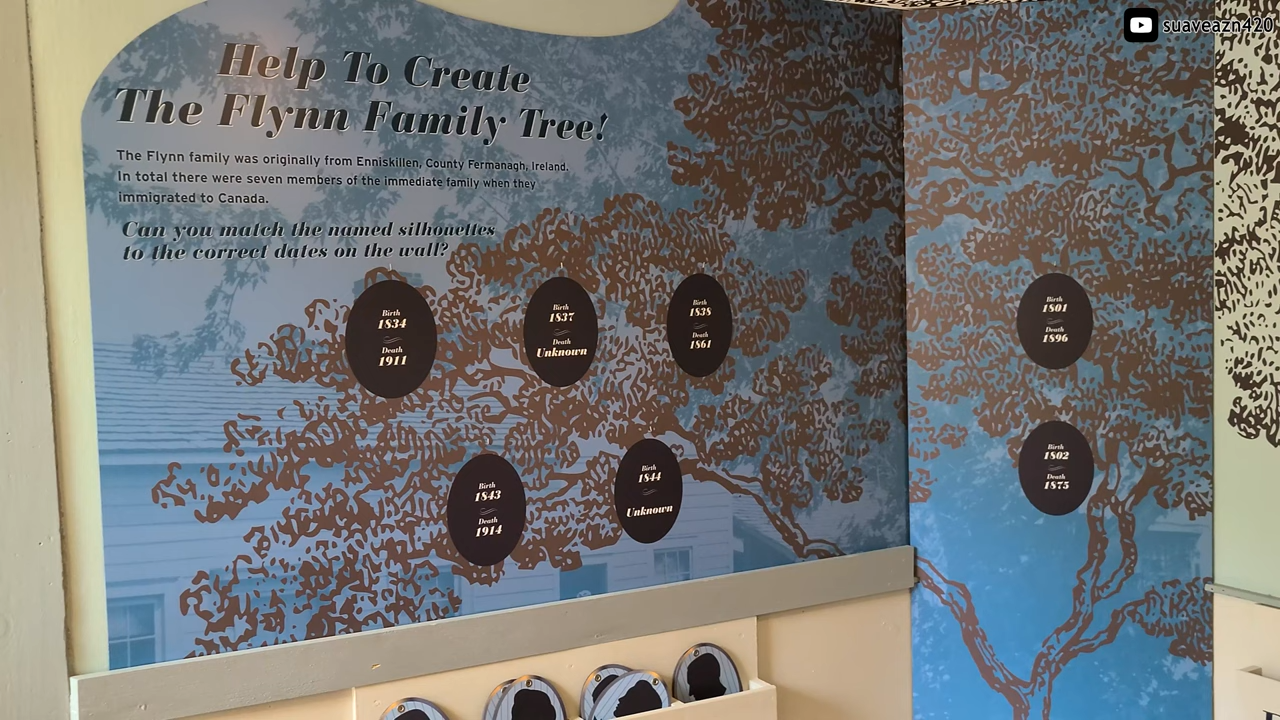 suaveazn420
Help To Create
The Flynn Family Tree!
The Flynn family was originally from Enniskillen, County Fermanagh, Ireland.
In total there were seven members of the immediate family when they
immigrated to Canada.
Can you match the named silhouettes
to the correct dates on the wall?
Birth
1834
Death
1911
Birth
1837
Death
Unknown
Birth
1838
Death
1861
Birth
1801
Death
1896
Birth
1843
Death
1914
Birth
1844
Unknown
Birth
1802
Death
1875